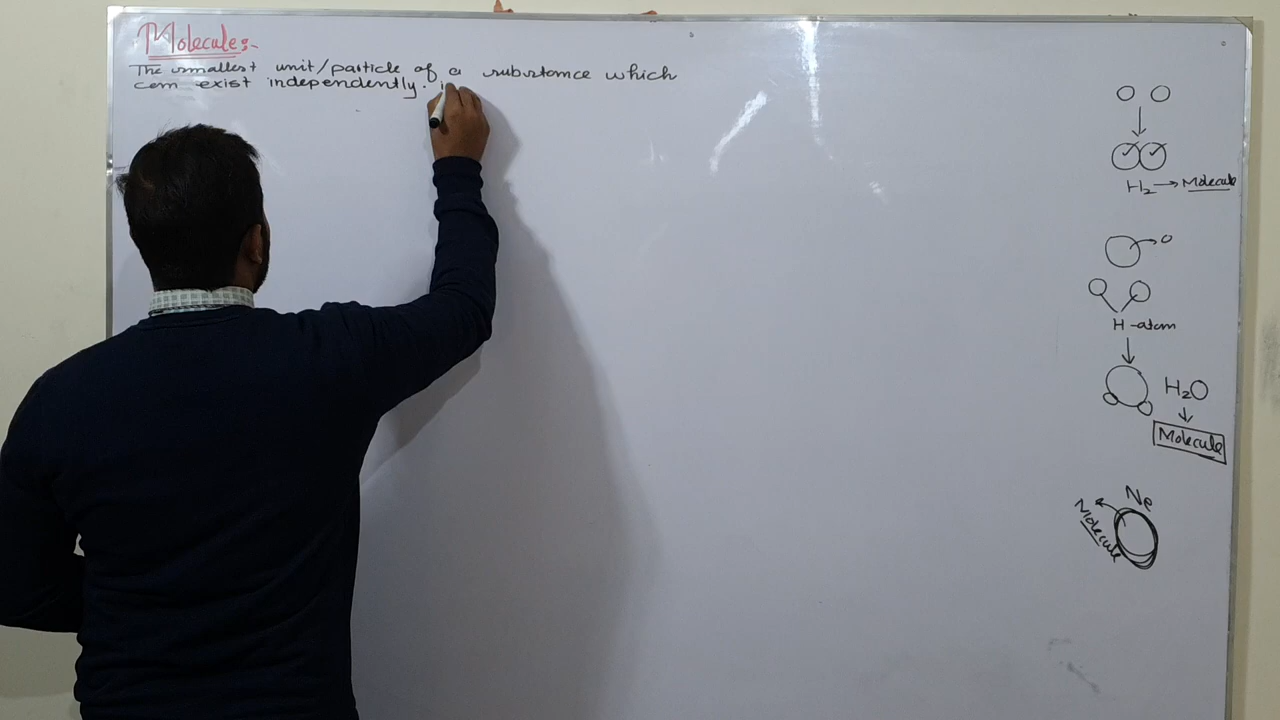 Molecule:-
The smallest unit/particle of a substance which
can exist independently. i
H2 → Molecule
O
H-atom
H2O
Molecule
Ne
Molecule